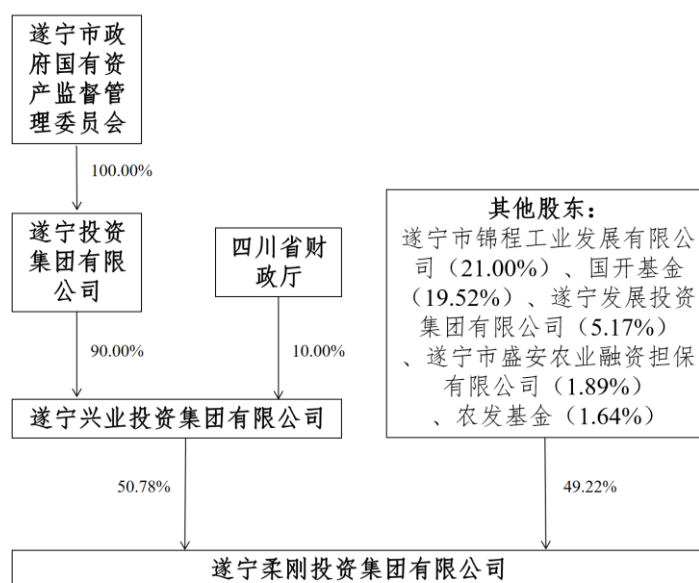 遂宁市政
府国有资
产监督管
理委员会
100.00%
遂宁投资
集团有限
公司
四川省财
政厅
其他股东：
遂宁市锦程工业发展有限公
司（21.00%）、国开基金
（19.52%）、遂宁发展投资
集团有限公司（5.17%）
、遂宁市盛安农业融资担保
有限公司（1.89%）
、农发基金（1.64%）
90.00%
10.00%
遂宁兴业投资集团有限公司
50.78%
49.22%
遂宁柔刚投资集团有限公司